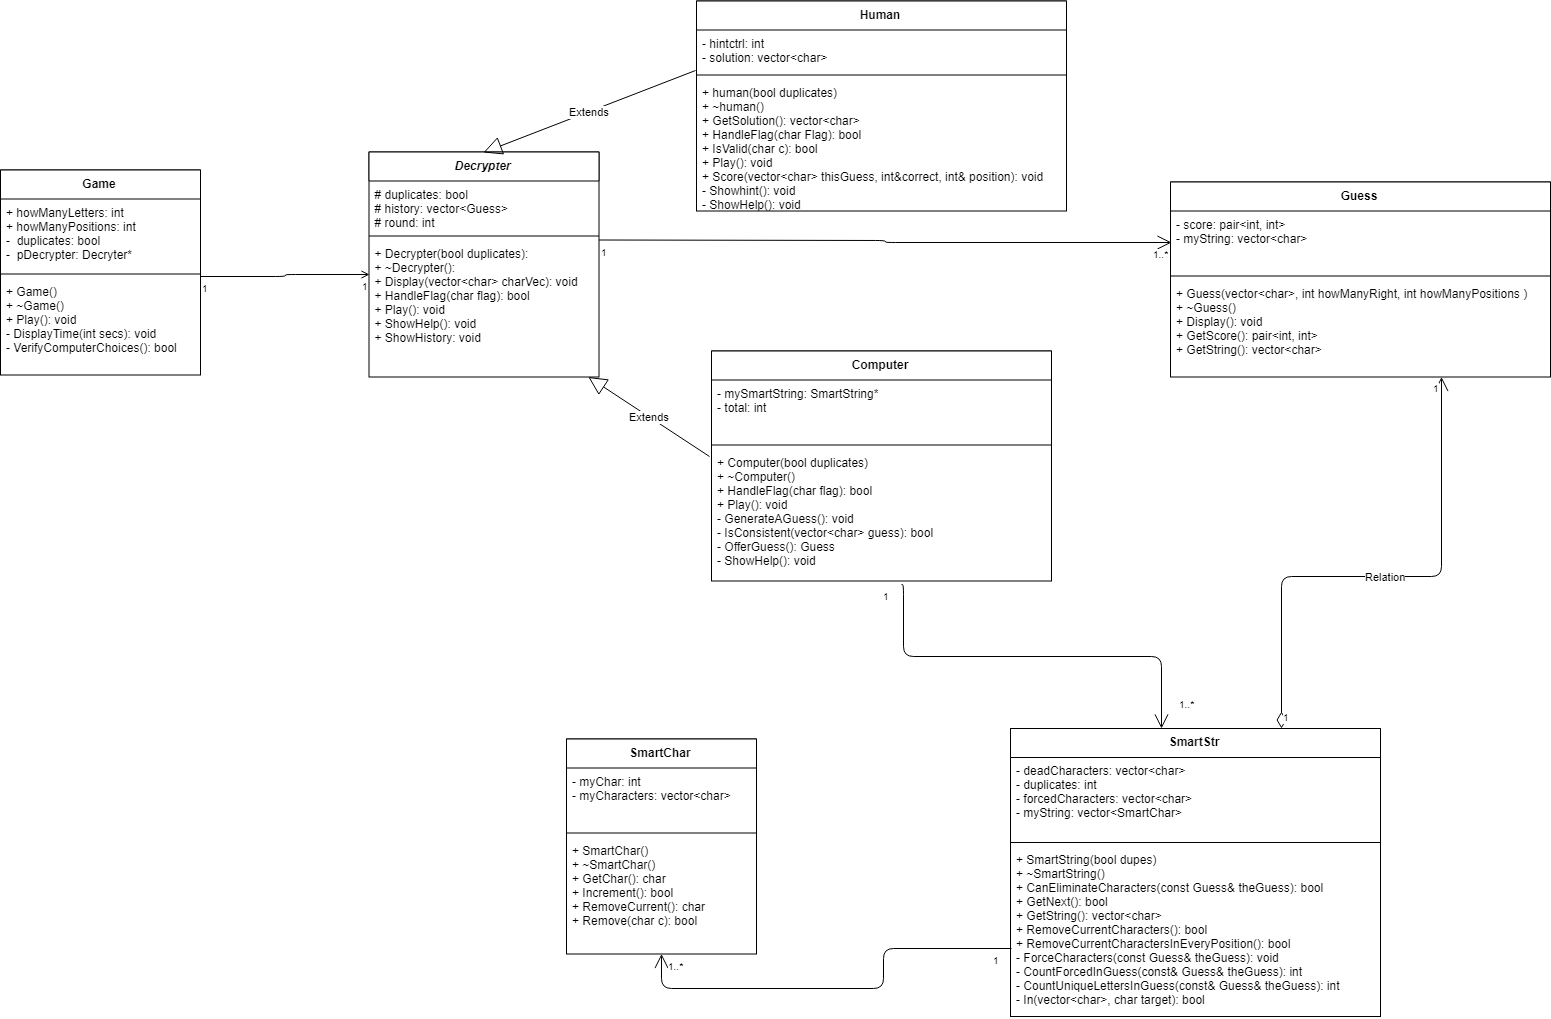 Human
- hintctrl: int
- solution: vector<char>
+ human(bool duplicates)
+ ~human()
+ GetSolution(): vector<char>
+ HandleFlag(char Flag): bool
+ IsValid(char c): bool
+ Play(): void
+ Score(vector<char> thisGuess, int&correct, int& position): void
- Showhint(): void
- ShowHelp(): void
Extends
Decrypter
# duplicates: bool
# history: vector<Guess>
# round: int
+ Decrypter(bool duplicates):
+ ~Decrypter():
+ Display(vector<char> charVec): void
+ HandleFlag(char flag): bool
+ Play(): void
+ ShowHelp(): void
+ ShowHistory: void
Game
+ howManyLetters: int
+ howManyPositions: int
- duplicates: bool
- pDecrypter: Decryter*
+ Game()
+ ~Game()
+ Play(): void
- DisplayTime(int secs): void
- VerifyComputerChoices(): bool
1
1
1
1..*
Guess
- score: pair<int, int>
- myString: vector<char>
+ Guess(vector<char>, int howManyRight, int howManyPositions )
+ ~Guess()
+ Display(): void
+ GetScore(): pair<int, int>
+ GetString(): vector<char>
1
Extends
Computer
- mySmartString: SmartString*
- total: int
+ Computer(bool duplicates)
+ ~Computer()
+ HandleFlag(char flag): bool
+ Play(): void
- GenerateAGuess(): void
- IsConsistent(vector<char> guess): bool
- OfferGuess(): Guess
- ShowHelp(): void
1
Relation
1..*
1
SmartChar
- myChar: int
- myCharacters: vector<char>
+ SmartChar()
+ ~SmartChar()
+ GetChar(): char
+ Increment(): bool
+ RemoveCurrent(): char
+ Remove(char c): bool
1..*
1
SmartStr
- deadCharacters: vector<char>
- duplicates: int
- forcedCharacters: vector<char>
- myString: vector<SmartChar>
+ SmartString(bool dupes)
+ ~SmartString()
+ CanEliminateCharacters(const Guess& theGuess): bool
+ GetNext(): bool
+ GetString(): vector<char>
+ RemoveCurrentCharacters(): bool
+ RemoveCurrentCharactersInEveryPosition(): bool
- ForceCharacters(const Guess& theGuess): void
- CountForcedInGuess(const& Guess& theGuess): int
- CountUniqueLettersInGuess(const& Guess& theGuess): int
- In(vector<char>, char target): bool